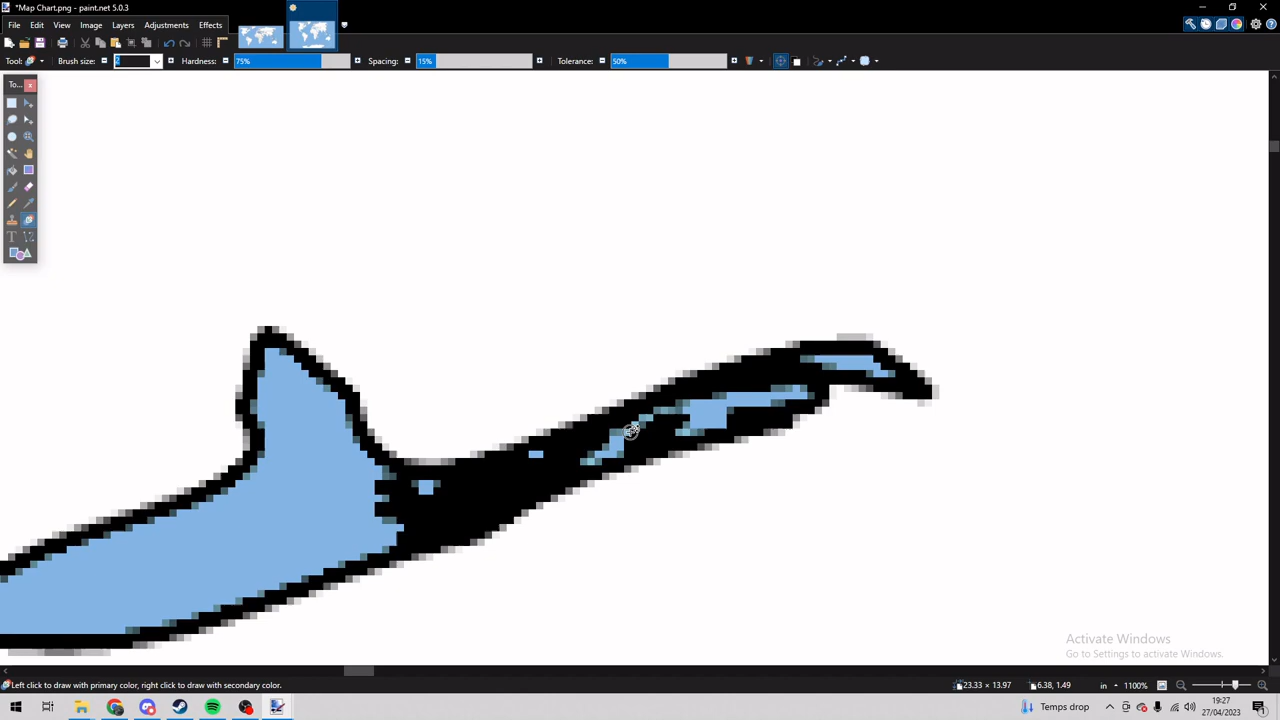 *Map Chart.png - paint.net 5.0.3
File Edit View Image Layers Adjustments Effects
Tool: Brush size: 2 Hardness: 75% Spacing: 15% Tolerance: 50%
To...
Activate Windows
Go to Settings to activate Windows.
Left click to draw with primary color, right click to draw with secondary color. 23.33 × 13.97 6.38, 1.49 in 1100%
Temps drop 19:27
27/04/2023